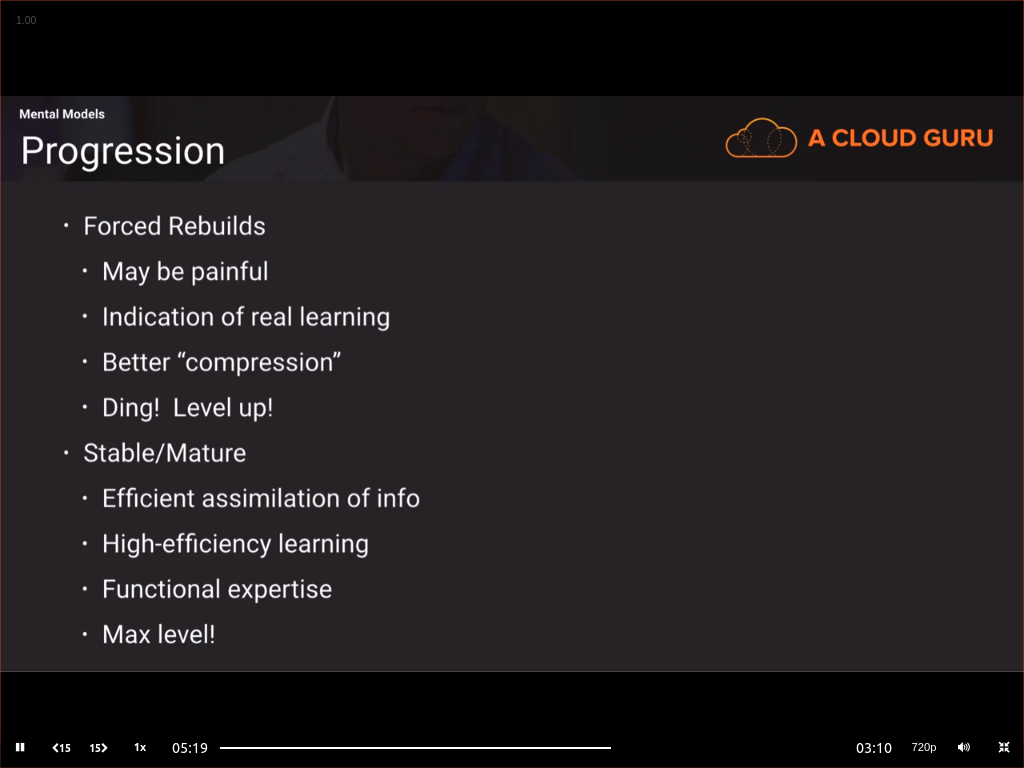 1.00
Mental Models
Progression
A CLOUD GURU
· Forced Rebuilds
· May be painful
· Indication of real learning
· Better “compression”
· Ding!  Level up!
· Stable/Mature
· Efficient assimilation of info
· High-efficiency learning
· Functional expertise
· Max level!
15 15 1x 05:19 03:10 720p